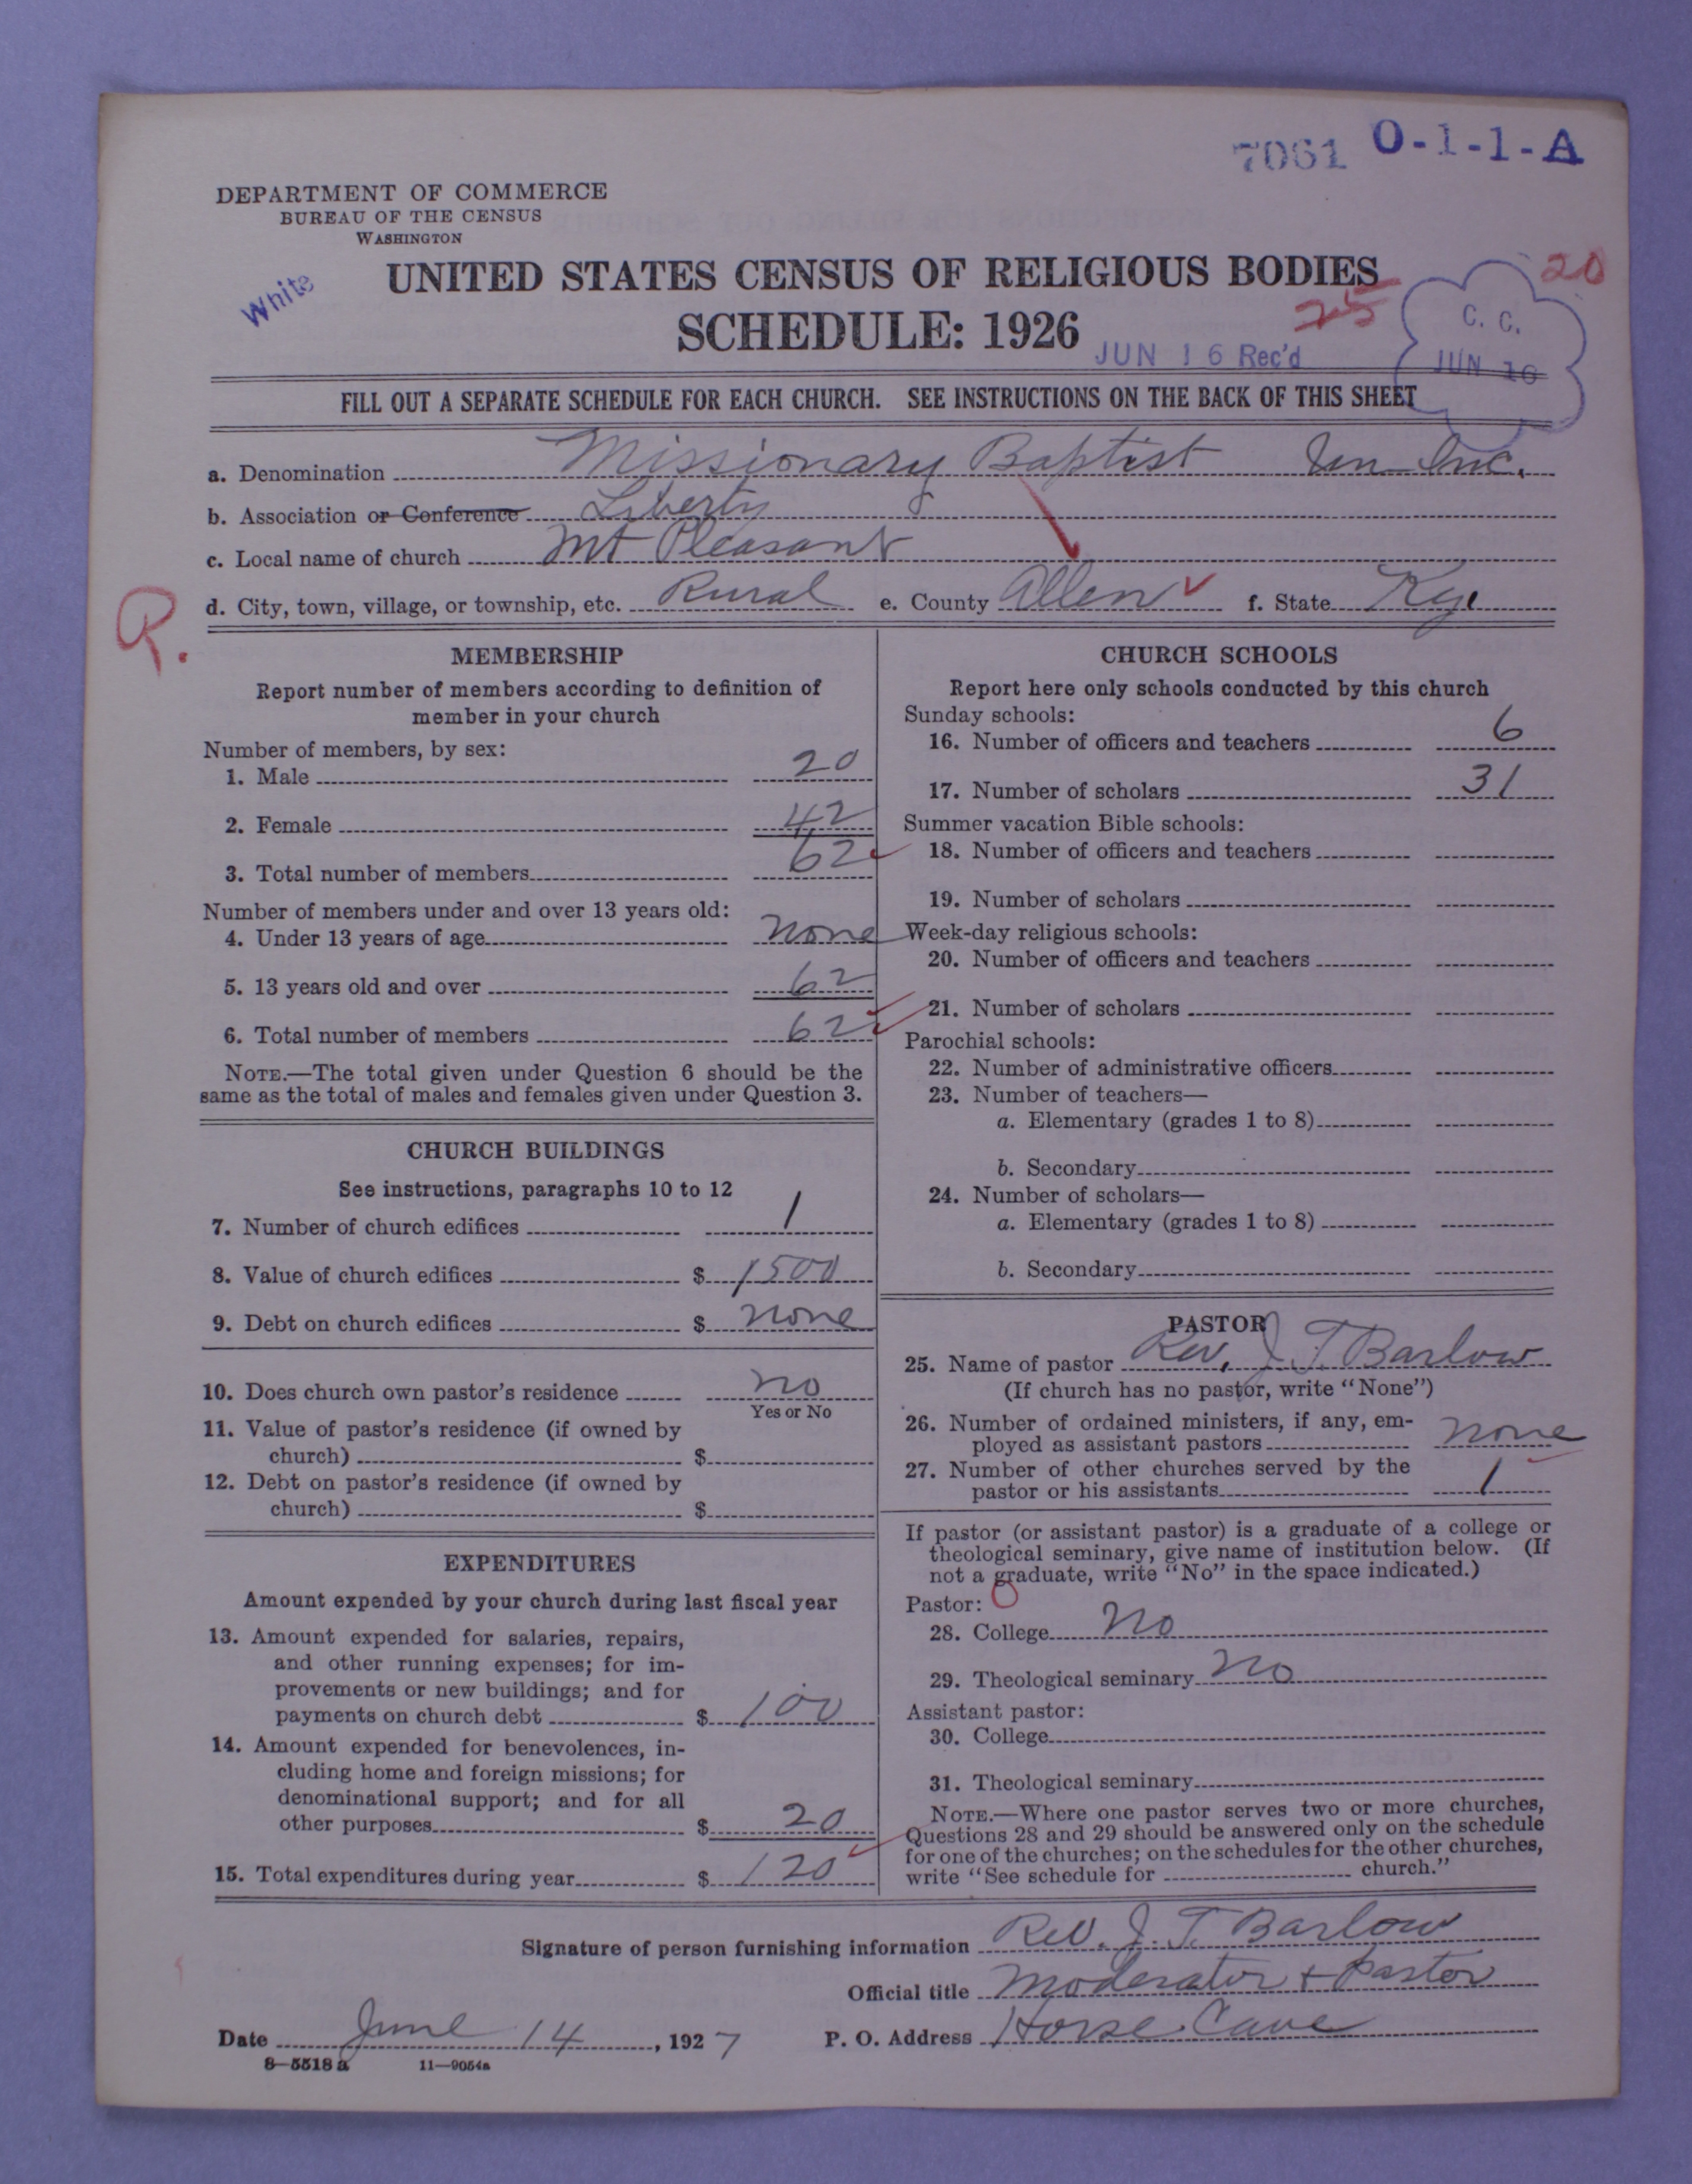 7061 O-1-1-A
DEPARTMENT OF COMMERCE
BUREAU OF THE CENSUS
WASHINGTON
White
UNITED STATES CENSUS OF RELIGIOUS BODIES
20
25
SCHEDULE: 1926
JUN 16 Rec'd
C. C.
JUN 16
FILL OUT A SEPARATE SCHEDULE FOR EACH CHURCH. SEE INSTRUCTIONS ON THE BACK OF THIS SHEET
a. Denomination Missionary Baptist Un-Inc.
b. Association or Conference Liberty
c. Local name of church Mt Pleasant
d. City, town, village, or township, etc. Rural e. County Allen f. State Ky.
R.
MEMBERSHIP
Report number of members according to definition of
member in your church
Number of members, by sex:
1. Male 20
2. Female 42
3. Total number of members 62
Number of members under and over 13 years old:
4. Under 13 years of age none
5. 13 years old and over 62
6. Total number of members 62
NOTE.—The total given under Question 6 should be the
same as the total of males and females given under Question 3.
CHURCH BUILDINGS
See instructions, paragraphs 10 to 12
7. Number of church edifices 1
8. Value of church edifices $ 1500
9. Debt on church edifices $ none
10. Does church own pastor's residence no
Yes or No
11. Value of pastor's residence (if owned by
church) $
12. Debt on pastor's residence (if owned by
church) $
EXPENDITURES
Amount expended by your church during last fiscal year
13. Amount expended for salaries, repairs,
and other running expenses; for im-
provements or new buildings; and for
payments on church debt $ 100
14. Amount expended for benevolences, in-
cluding home and foreign missions; for
denominational support; and for all
other purposes $ 20
15. Total expenditures during year $ 120
CHURCH SCHOOLS
Report here only schools conducted by this church
Sunday schools:
16. Number of officers and teachers 6
17. Number of scholars 31
Summer vacation Bible schools:
18. Number of officers and teachers
19. Number of scholars
Week-day religious schools:
20. Number of officers and teachers
21. Number of scholars
Parochial schools:
22. Number of administrative officers
23. Number of teachers—
a. Elementary (grades 1 to 8)
b. Secondary
24. Number of scholars—
a. Elementary (grades 1 to 8)
b. Secondary
PASTOR
25. Name of pastor Rev. J. T. Barlow
(If church has no pastor, write "None")
26. Number of ordained ministers, if any, em-
ployed as assistant pastors none
27. Number of other churches served by the
pastor or his assistants 1
If pastor (or assistant pastor) is a graduate of a college or
theological seminary, give name of institution below. (If
not a graduate, write "No" in the space indicated.)
Pastor: 0
28. College no
29. Theological seminary no
Assistant pastor:
30. College
31. Theological seminary
NOTE.—Where one pastor serves two or more churches,
Questions 28 and 29 should be answered only on the schedule
for one of the churches; on the schedules for the other churches,
write "See schedule for church."
Signature of person furnishing information Rev. J. T. Barlow
Official title Moderator + Pastor
Date June 14, 1927 P. O. Address Horse Cave
8—5518 a 11—9054a